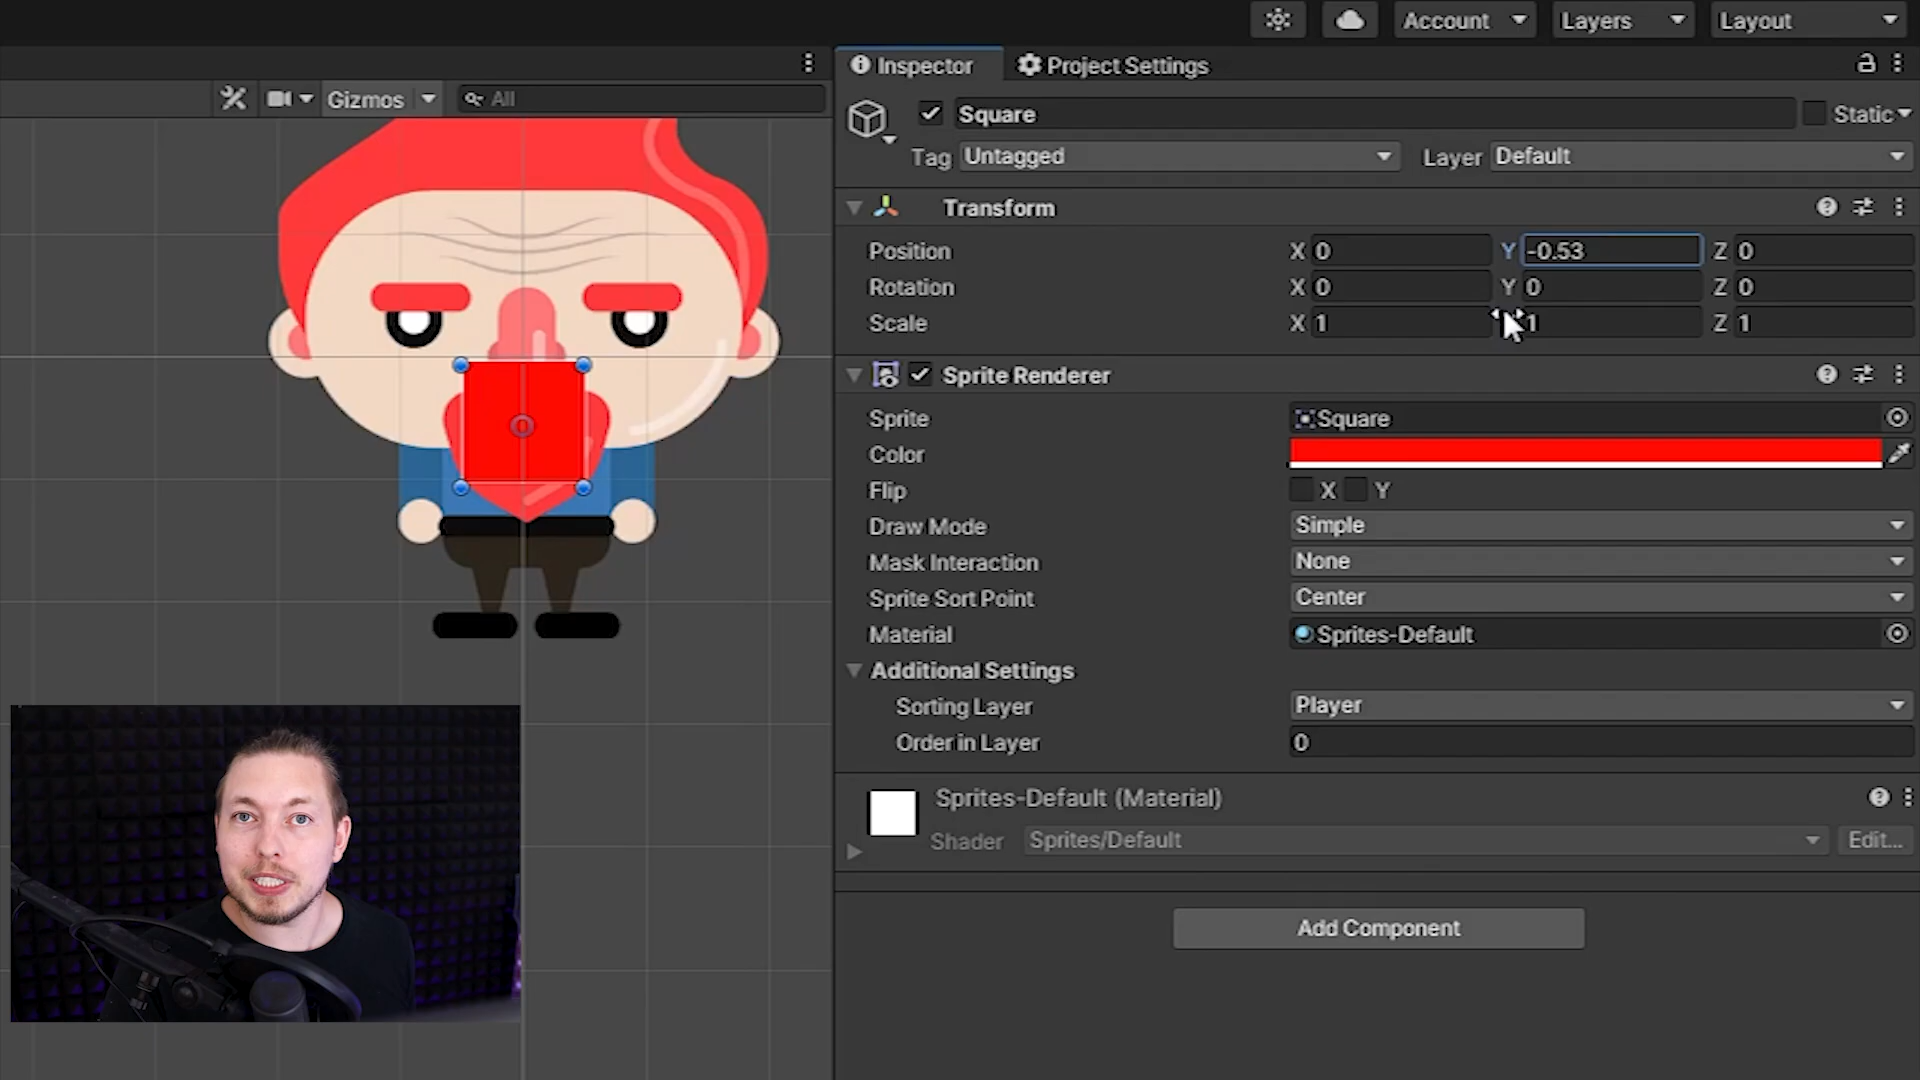 Account Layers Layout
Inspector Project Settings
Gizmos All
Square Static
Tag Untagged Layer Default
Transform
Position X 0 Y -0.53 Z 0
Rotation X 0 Y 0 Z 0
Scale X 1 1 Z 1
Sprite Renderer
Sprite Square
Color
Flip X Y
Draw Mode Simple
Mask Interaction None
Sprite Sort Point Center
Material Sprites-Default
Additional Settings
Sorting Layer Player
Order in Layer 0
Sprites-Default (Material)
Shader Sprites/Default Edit...
Add Component